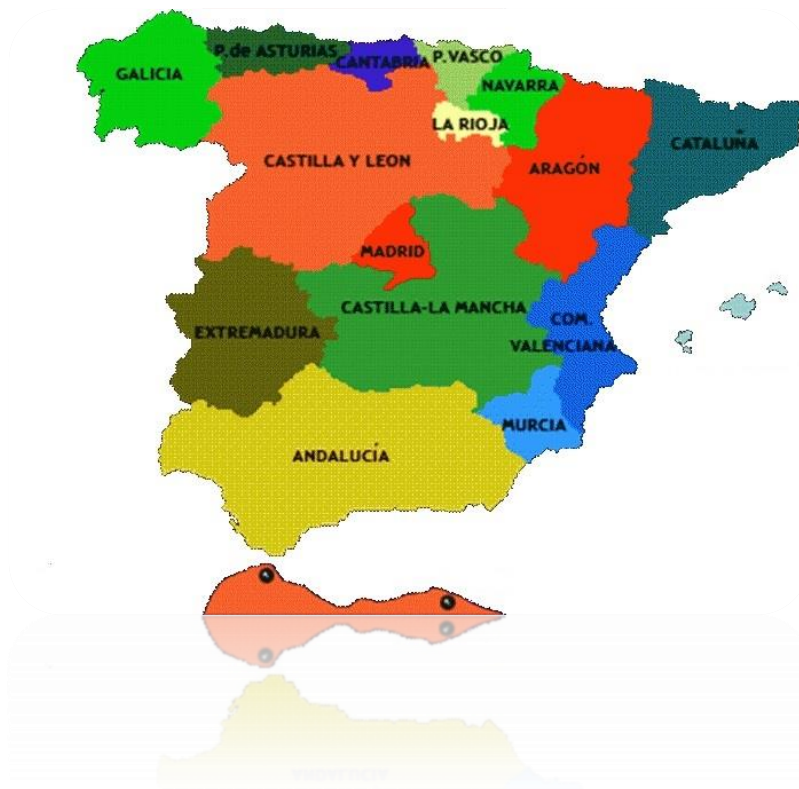 P. de ASTURIAS
CANTABRIA
P.VASCO
GALICIA
NAVARRA
LA RIOJA
CATALUÑA
CASTILLA Y LEON
ARAGÓN
MADRID
CASTILLA-LA MANCHA
COM.
VALENCIANA
EXTREMADURA
MURCIA
ANDALUCÍA